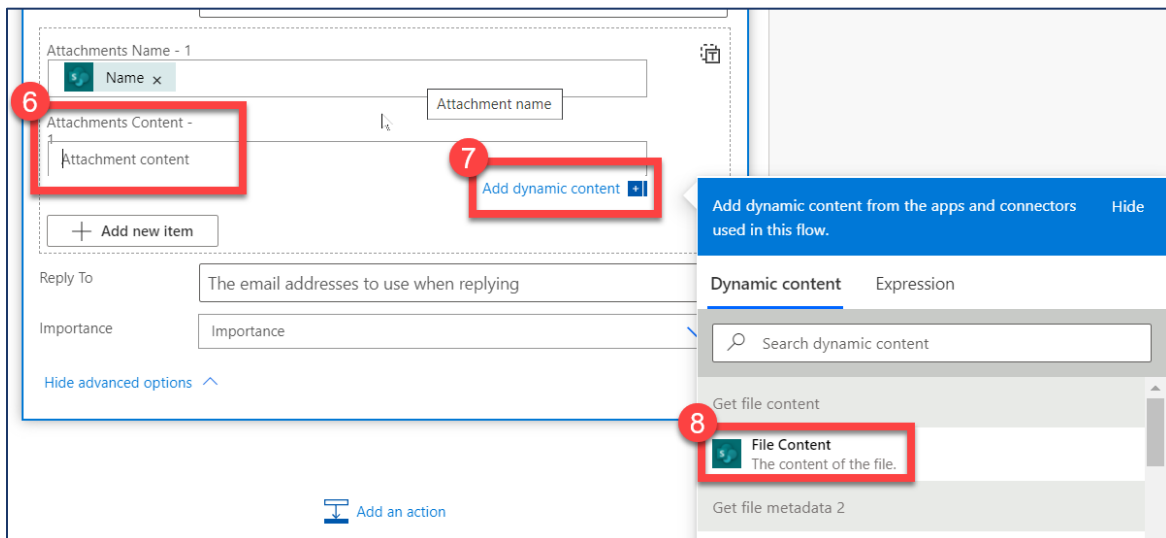 Attachments Name - 1
Name ×
6
Attachments Content -
1
Attachment name
Attachment content
7
Add dynamic content
Add new item
Reply To
The email addresses to use when replying
Importance
Importance
Hide advanced options
Add an action
Add dynamic content from the apps and connectors
used in this flow.
Hide
Dynamic content
Expression
Search dynamic content
Get file content
8
File Content
The content of the file.
Get file metadata 2